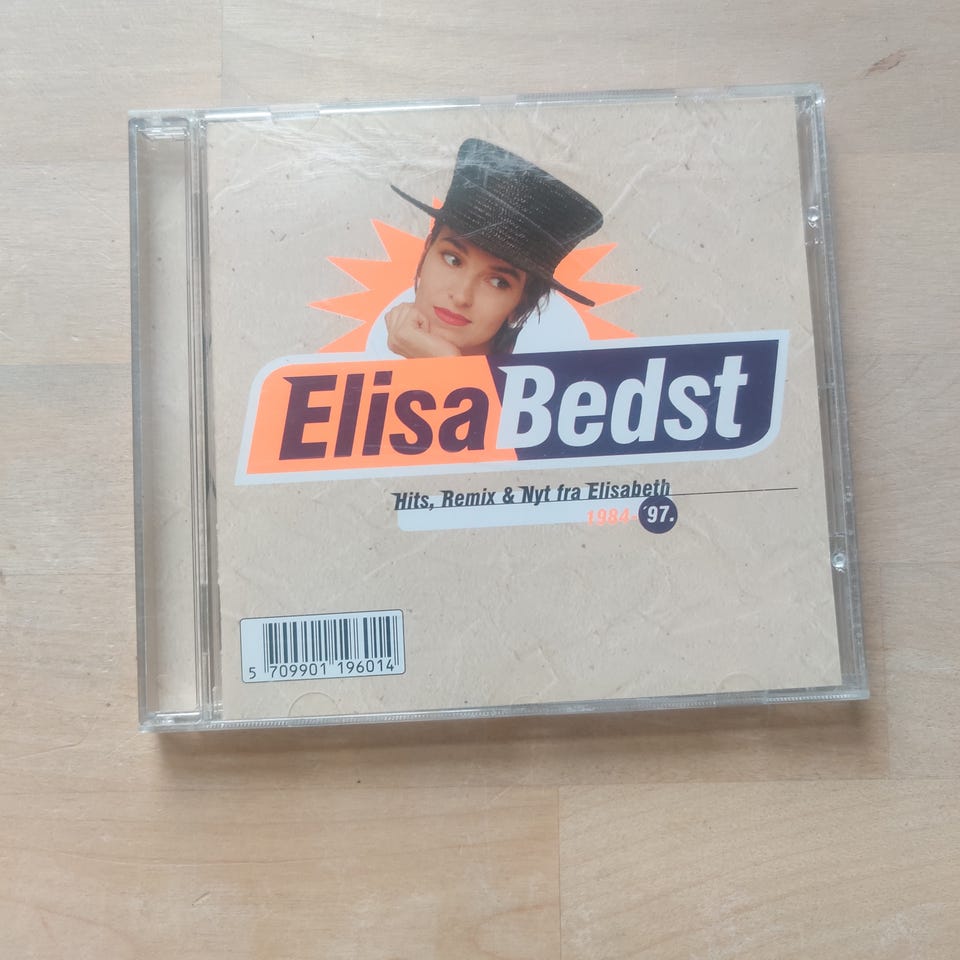 ElisaBedst
Hits, Remix & Nyt fra Elisabeth
1984-'97.
5 709901 196014